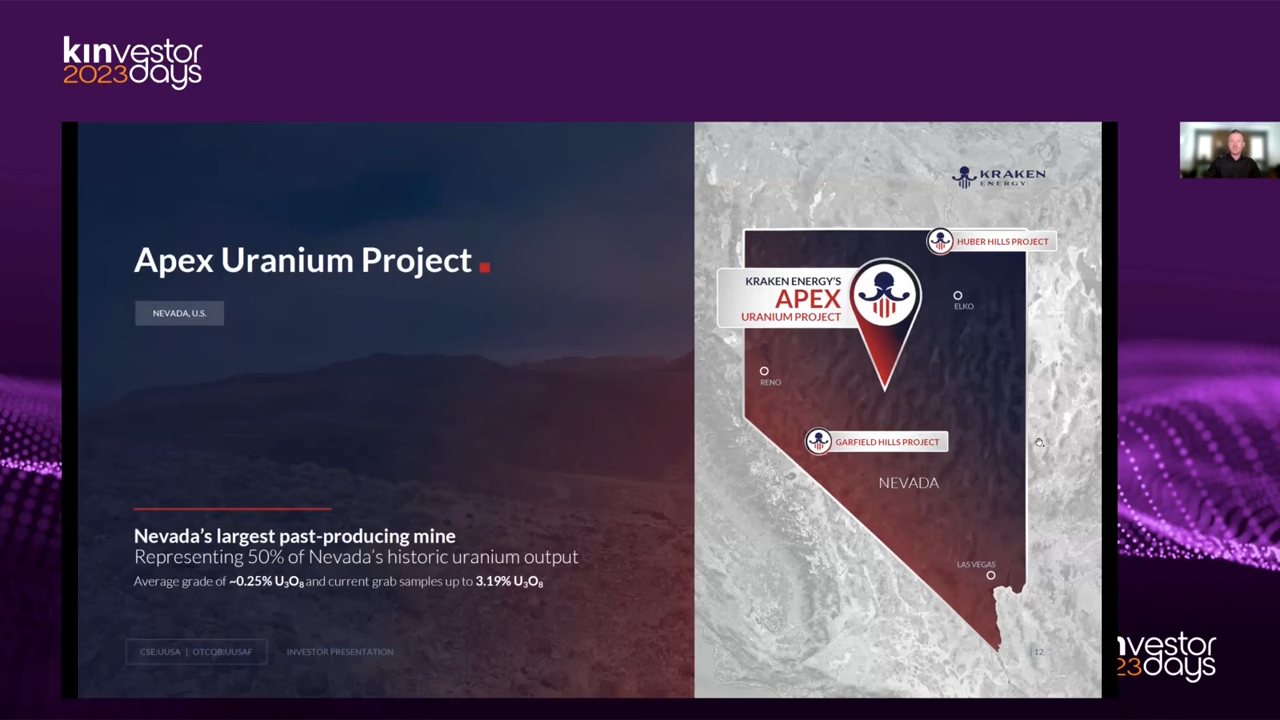 kinvestor
2023days
Apex Uranium Project
NEVADA, U.S.
Nevada's largest past-producing mine
Representing 50% of Nevada's historic uranium output
Average grade of ~0.25% U₃O₈ and current grab samples up to 3.19% U₃O₈
CSE:UUSA | OTCQB:UUSAF
INVESTOR PRESENTATION
KRAKEN
ENERGY
HUBER HILLS PROJECT
KRAKEN ENERGY'S
APEX
URANIUM PROJECT
ELKO
RENO
GARFIELD HILLS PROJECT
NEVADA
LAS VEGAS
| 12
nvestor
23days